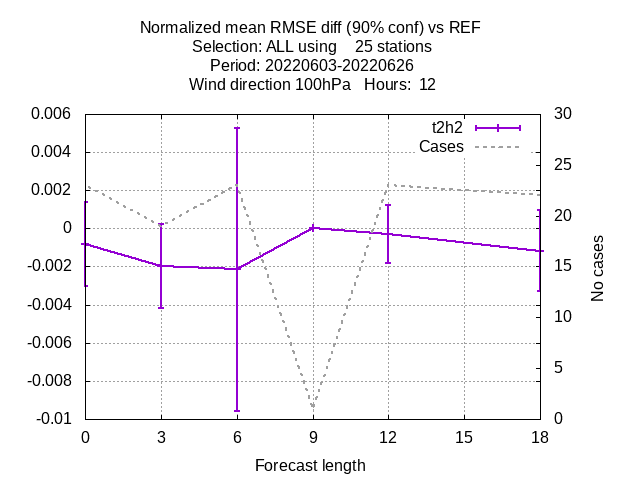 Normalized mean RMSE diff (90% conf) vs REF
Selection: ALL using    25 stations
Period: 20220603-20220626
Wind direction 100hPa   Hours:  12
0.006
0.004
0.002
0
-0.002
-0.004
-0.006
-0.008
-0.01
30
25
20
15
10
5
0
t2h2
Cases
No cases
0 3 6 9 12 15 18
Forecast length